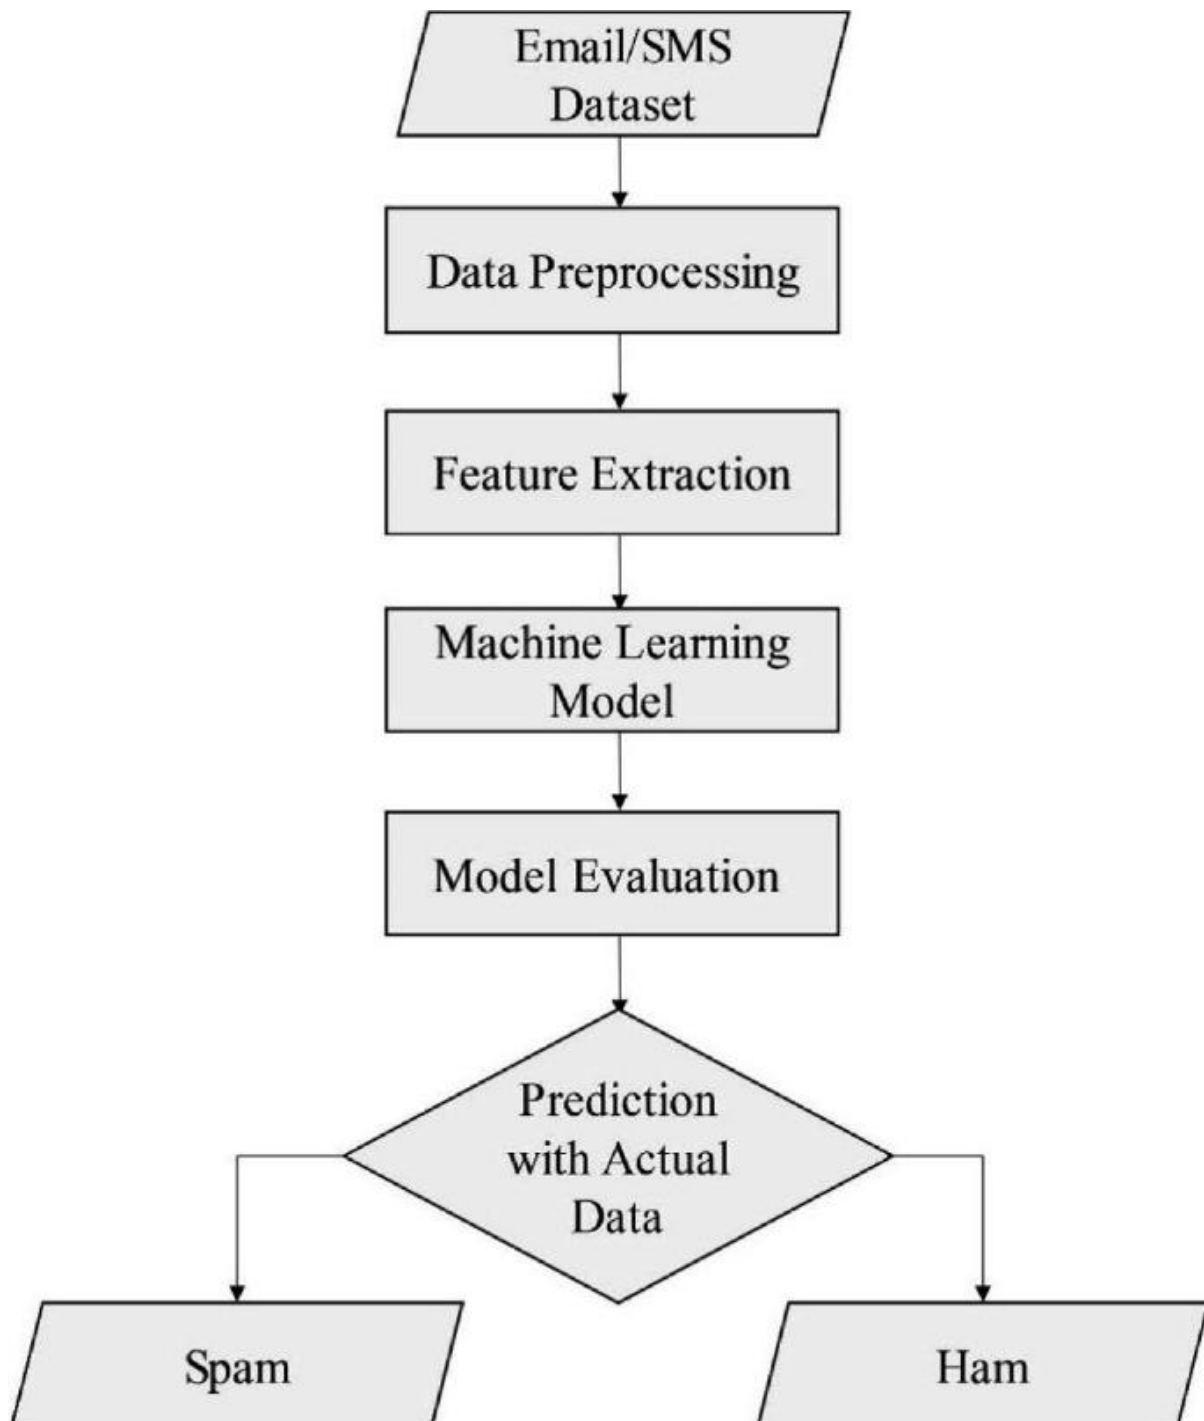 Email/SMS
Dataset
Data Preprocessing
Feature Extraction
Machine Learning
Model
Model Evaluation
Prediction
with Actual
Data
Spam
Ham